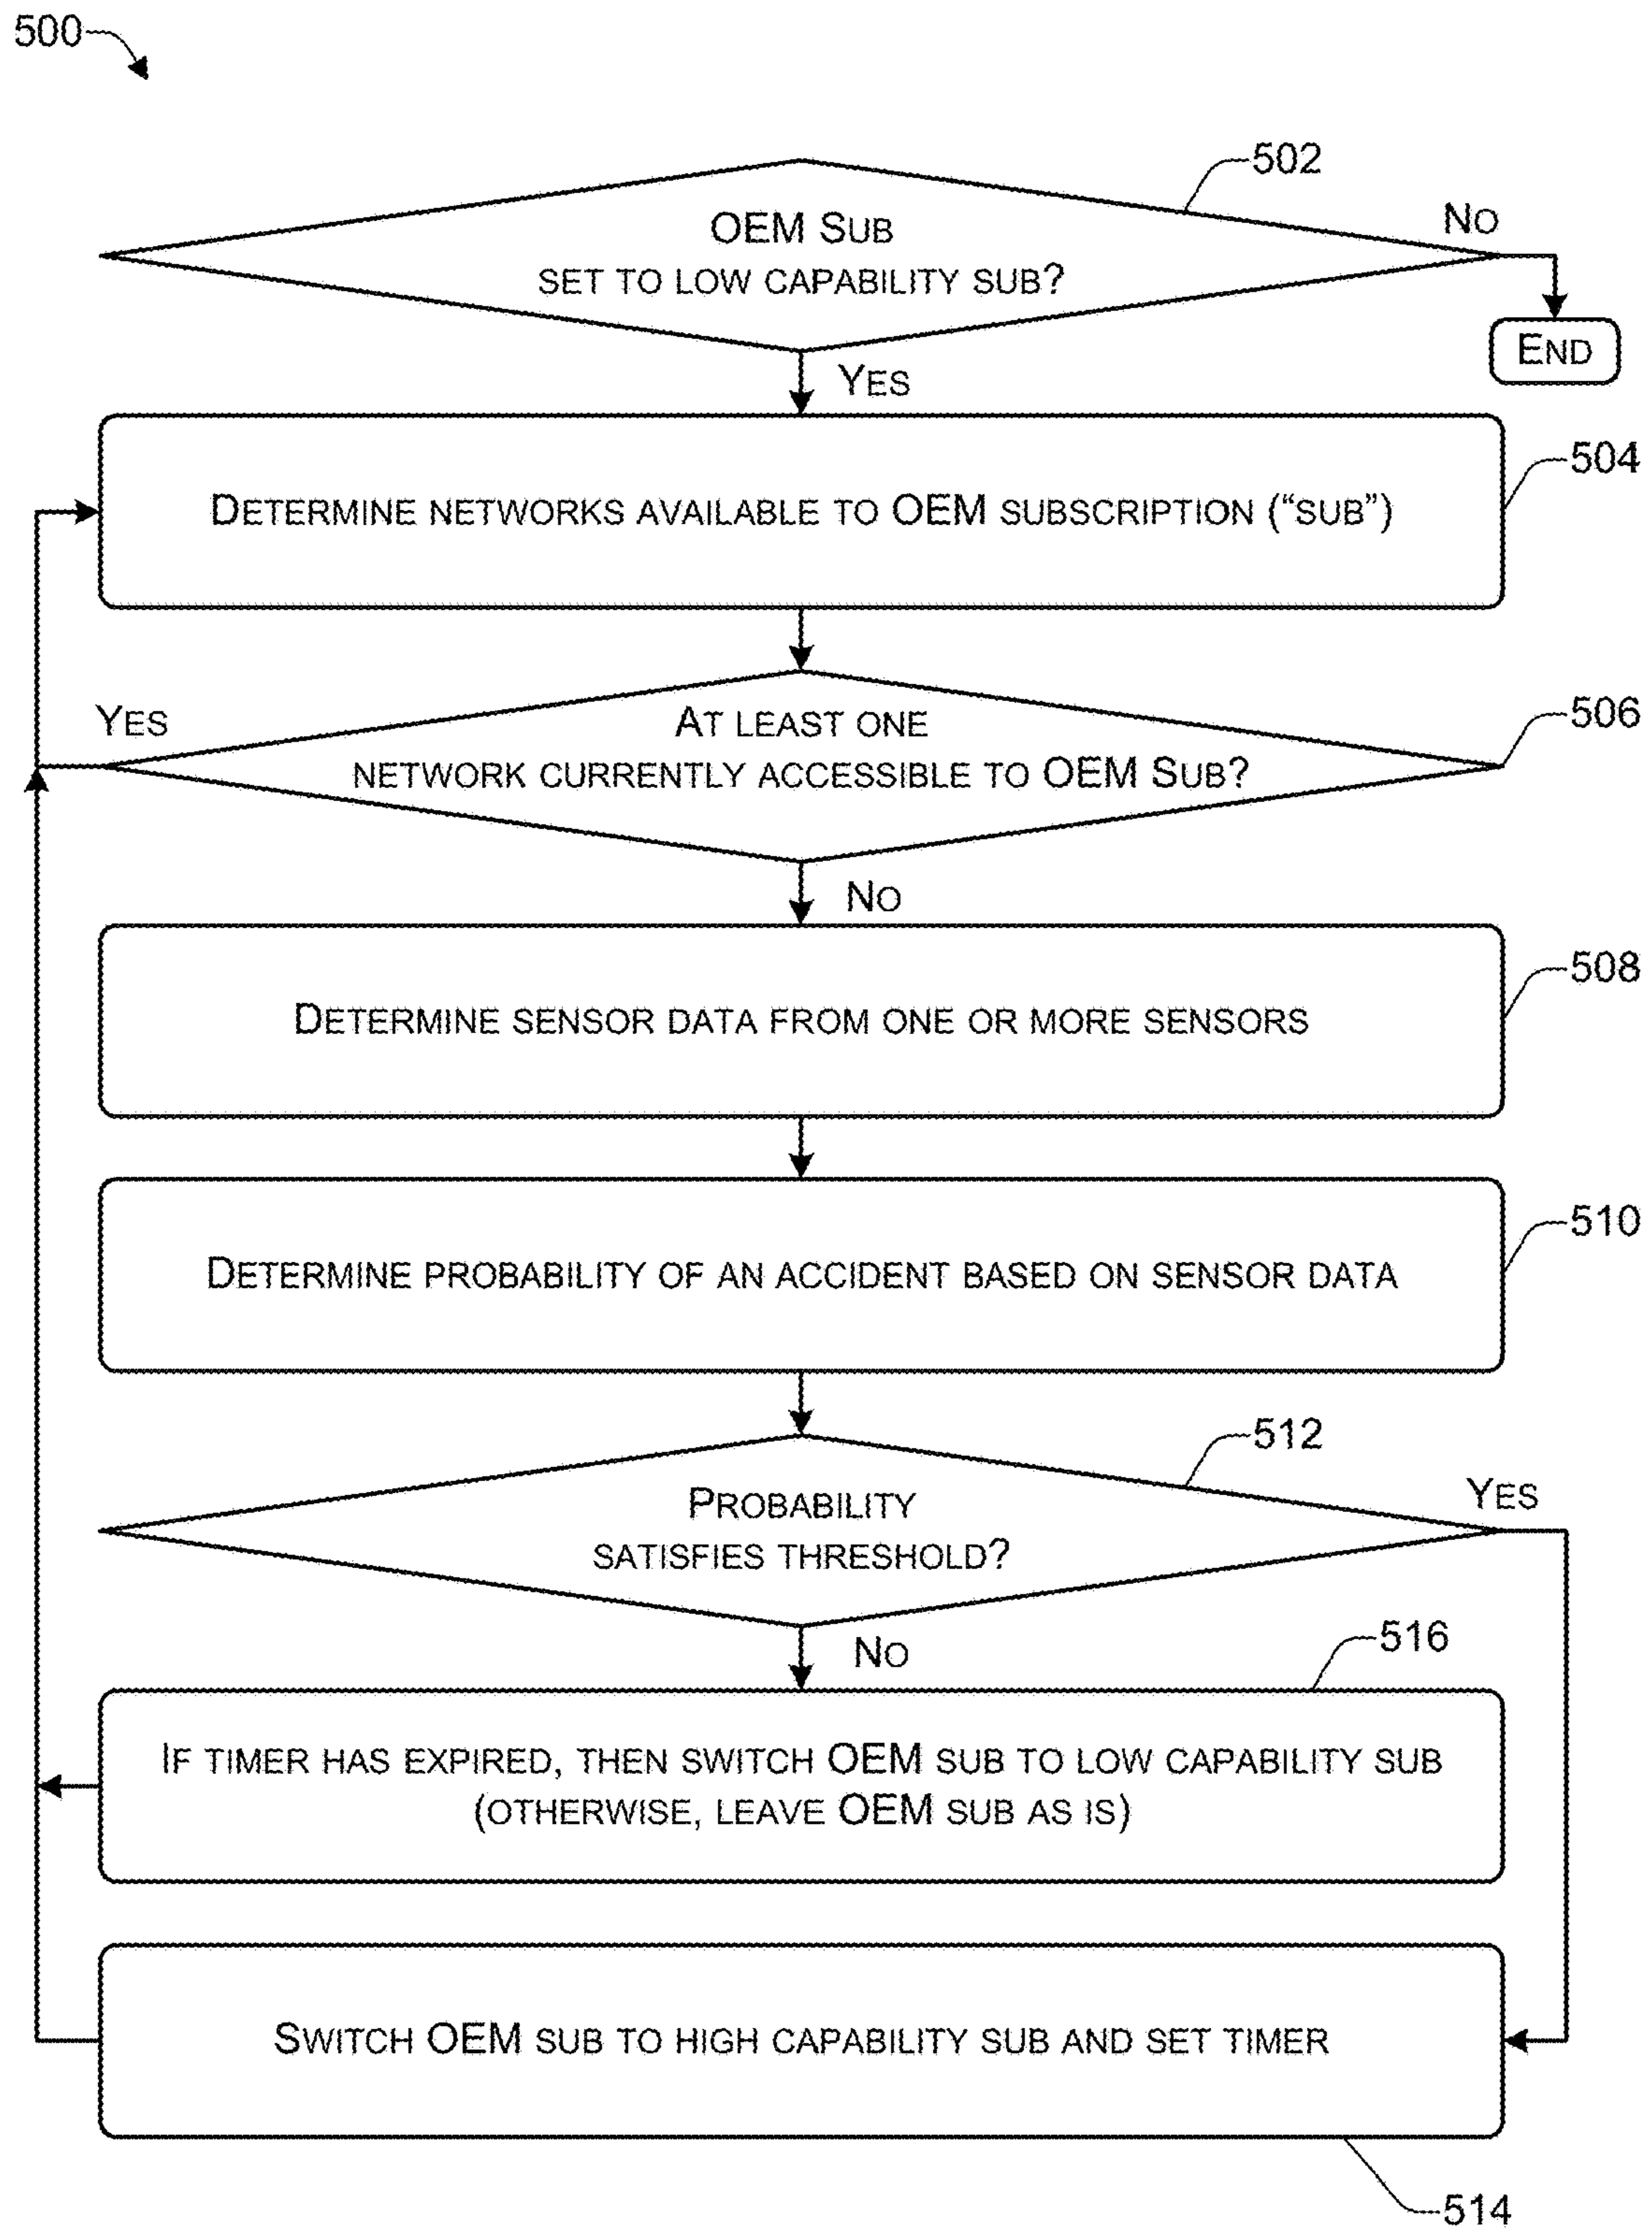 500
502
OEM SUB
SET TO LOW CAPABILITY SUB?
NO
END
YES
504
DETERMINE NETWORKS AVAILABLE TO OEM SUBSCRIPTION (“SUB”)
YES
AT LEAST ONE
NETWORK CURRENTLY ACCESSIBLE TO OEM SUB?
506
NO
508
DETERMINE SENSOR DATA FROM ONE OR MORE SENSORS
510
DETERMINE PROBABILITY OF AN ACCIDENT BASED ON SENSOR DATA
512
PROBABILITY
SATISFIES THRESHOLD?
YES
NO
516
IF TIMER HAS EXPIRED, THEN SWITCH OEM SUB TO LOW CAPABILITY SUB
(OTHERWISE, LEAVE OEM SUB AS IS)
SWITCH OEM SUB TO HIGH CAPABILITY SUB AND SET TIMER
514